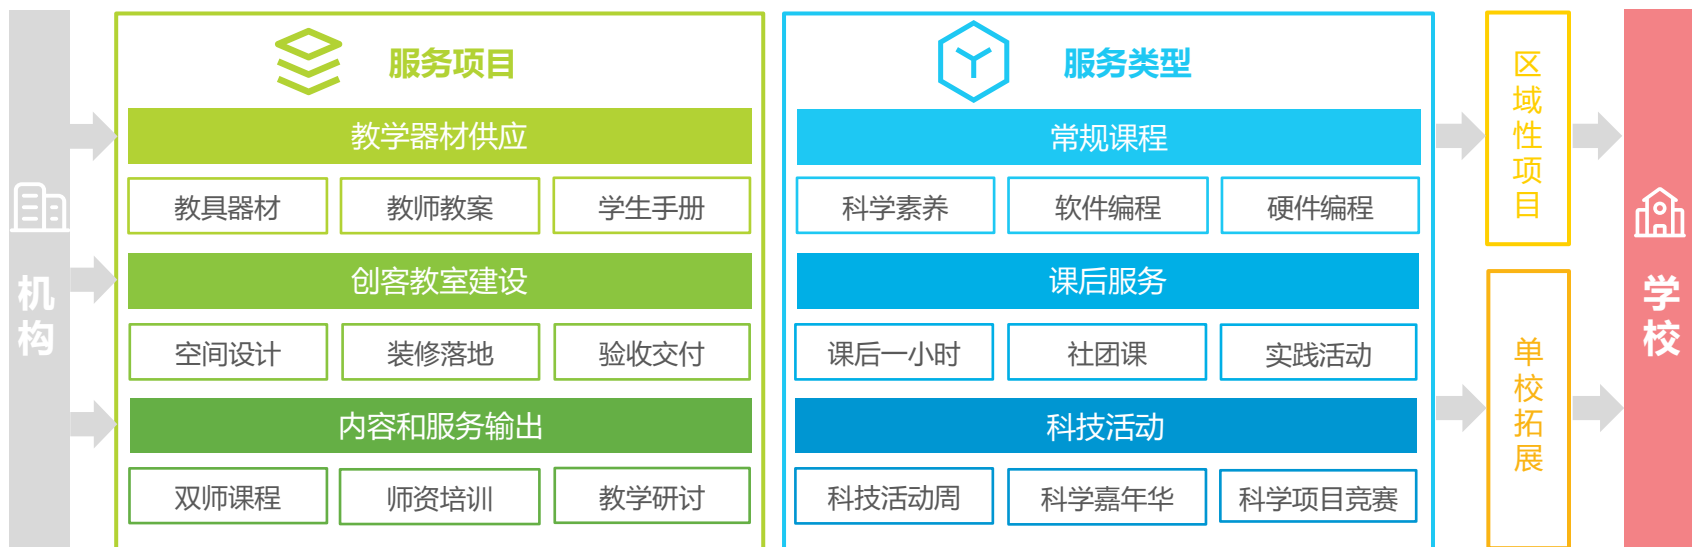 机构
服务项目
教学器材供应
教具器材
教师教案
学生手册
创客教室建设
空间设计
装修落地
验收交付
内容和服务输出
双师课程
师资培训
教学研讨
服务类型
常规课程
科学素养
软件编程
硬件编程
课后服务
课后一小时
社团课
实践活动
科技活动
科技活动周
科学嘉年华
科学项目竞赛
区域性项目
单校拓展
学校